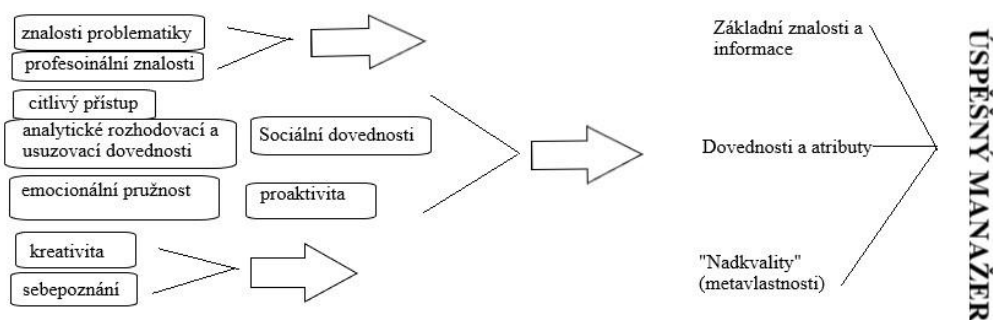 znalosti problematiky
profesoinální znalosti
citlivý přístup
analytické rozhodovací a
usuzovací dovednosti
Sociální dovednosti
emocionální pružnost
proaktivita
kreativita
sebepoznání
Základní znalosti a
informace
Dovednosti a atributy
"Nadkvality"
(metavlastnosti)
ÚSPĚŠNÝ MANAŽER